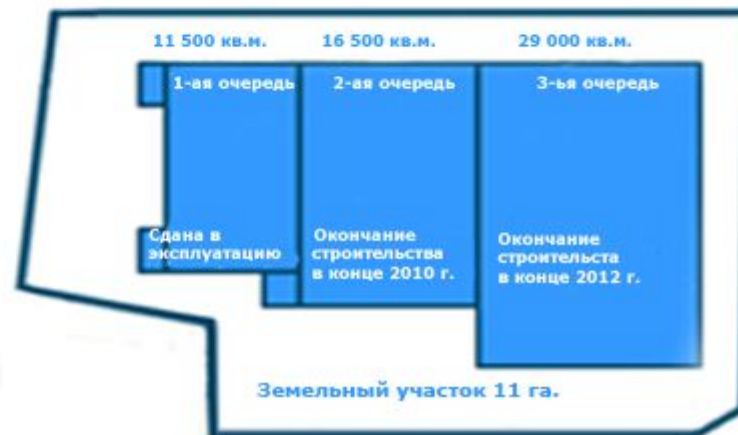 11 500 кв.м.
16 500 кв.м.
29 000 кв.м.
1-ая очередь
2-ая очередь
3-ья очередь
Сдана в
эксплуатацию
Окончание
строительства
в конце 2010 г.
Окончание
строительста
в конце 2012 г.
Земельный участок 11 га.